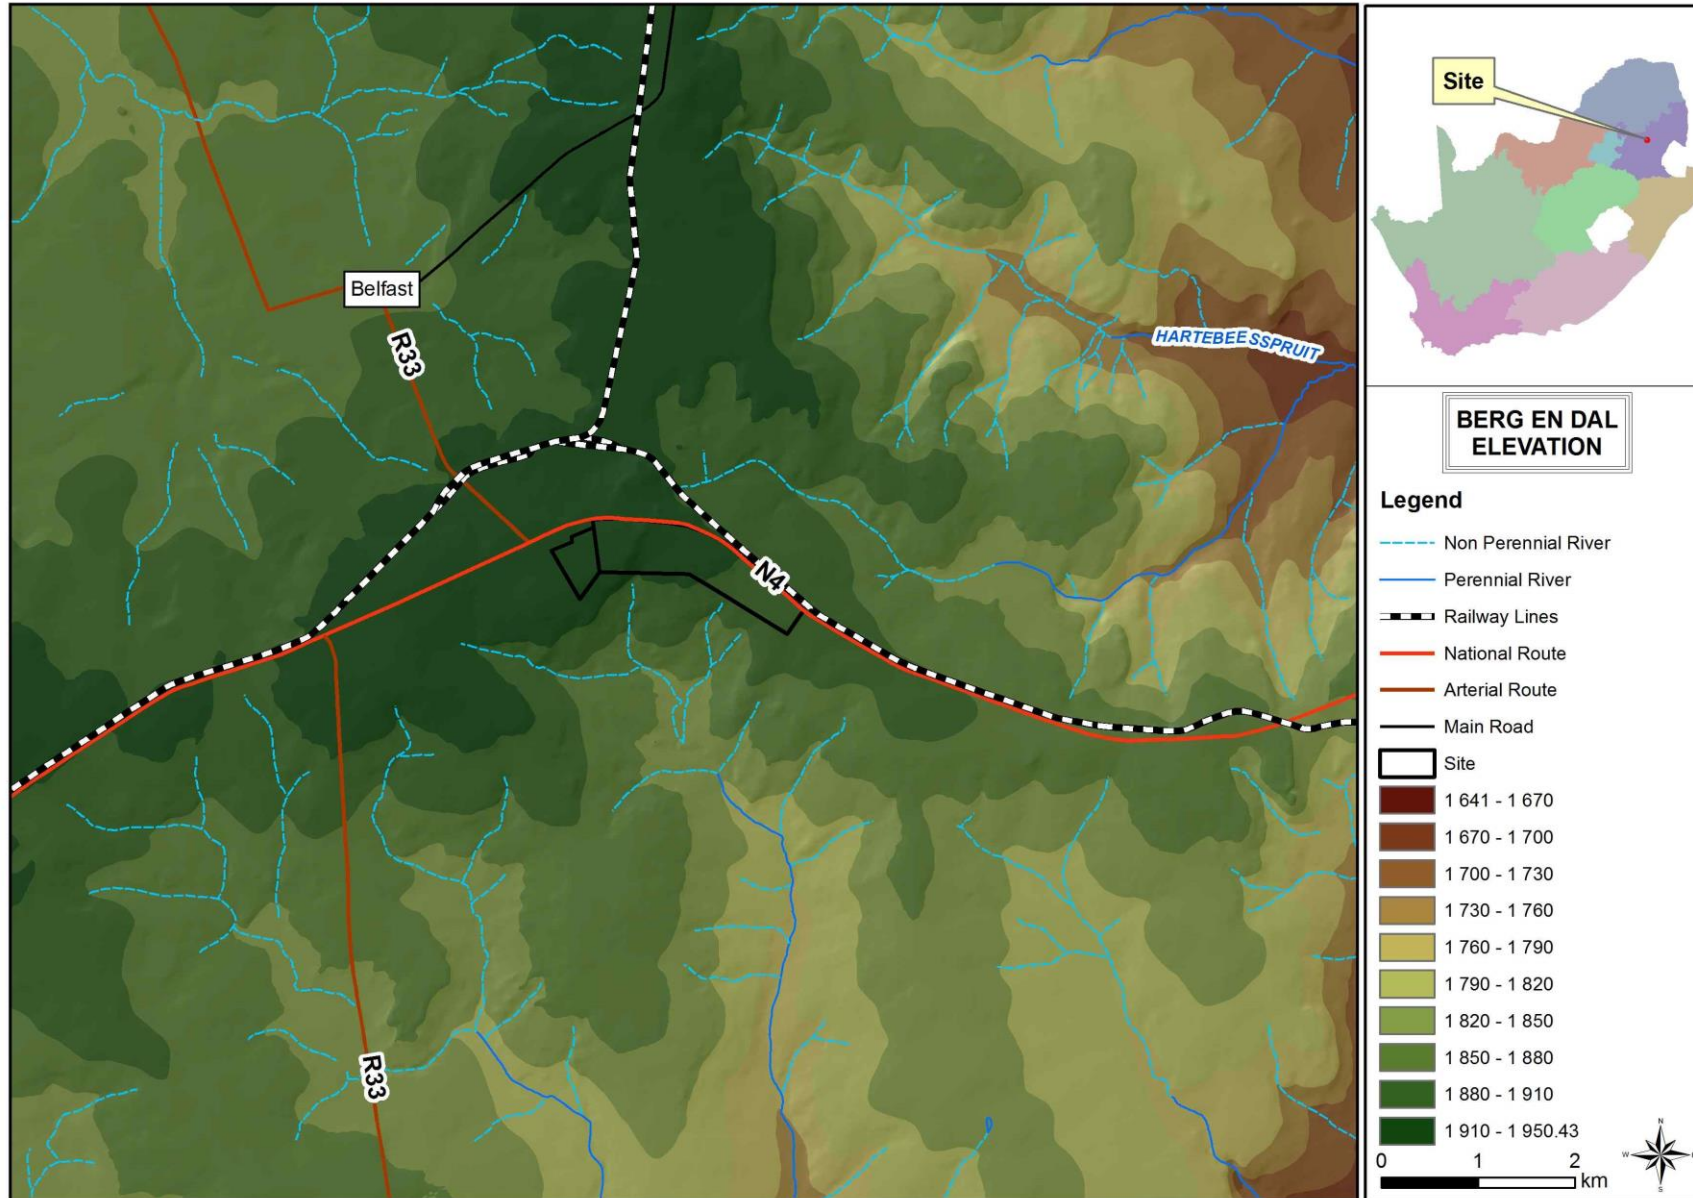 Belfast
R33
HARTEBEESSPRUIT
N4
R33
Site
BERG EN DAL
ELEVATION
Legend
Non Perennial River
Perennial River
Railway Lines
National Route
Arterial Route
Main Road
Site
1 641 - 1 670
1 670 - 1 700
1 700 - 1 730
1 730 - 1 760
1 760 - 1 790
1 790 - 1 820
1 820 - 1 850
1 850 - 1 880
1 880 - 1 910
1 910 - 1 950.43
0 1 2
km
N
W
S